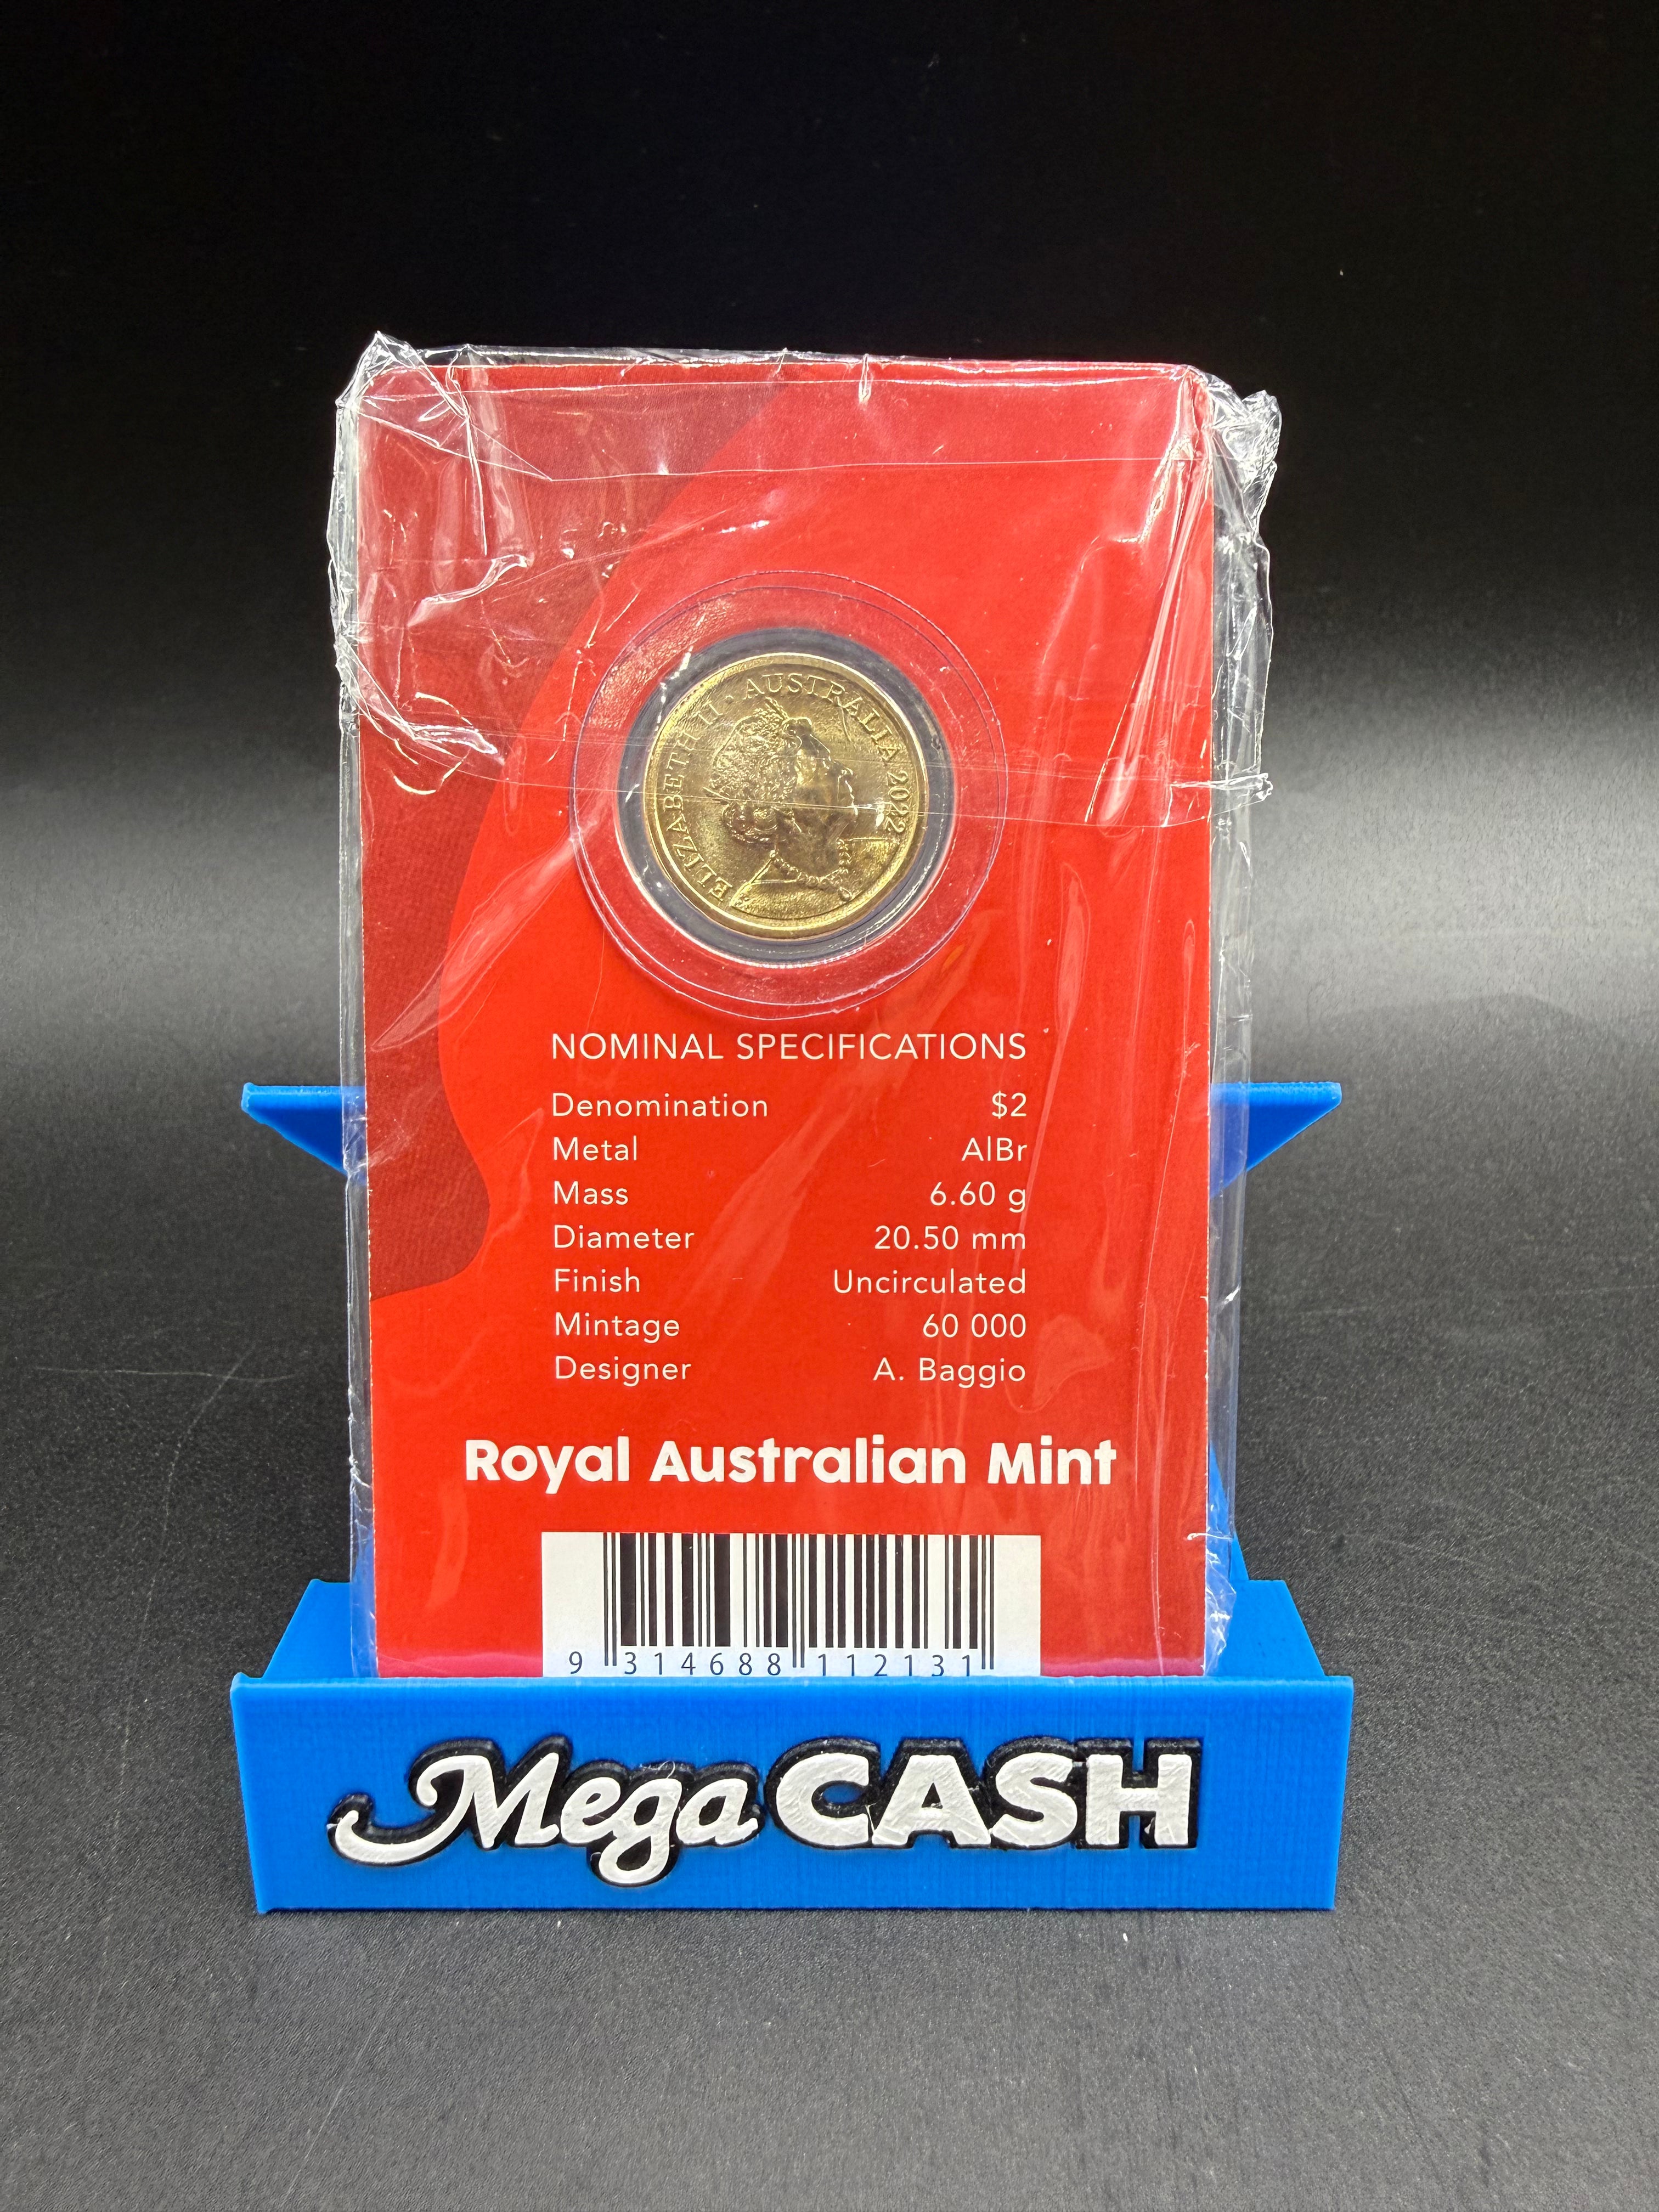 ELIZABETH II · AUSTRALIA 2022
NOMINAL SPECIFICATIONS
Denomination $2
Metal AlBr
Mass 6.60 g
Diameter 20.50 mm
Finish Uncirculated
Mintage 60 000
Designer A. Baggio
Royal Australian Mint
9 314688 112131
Mega CASH